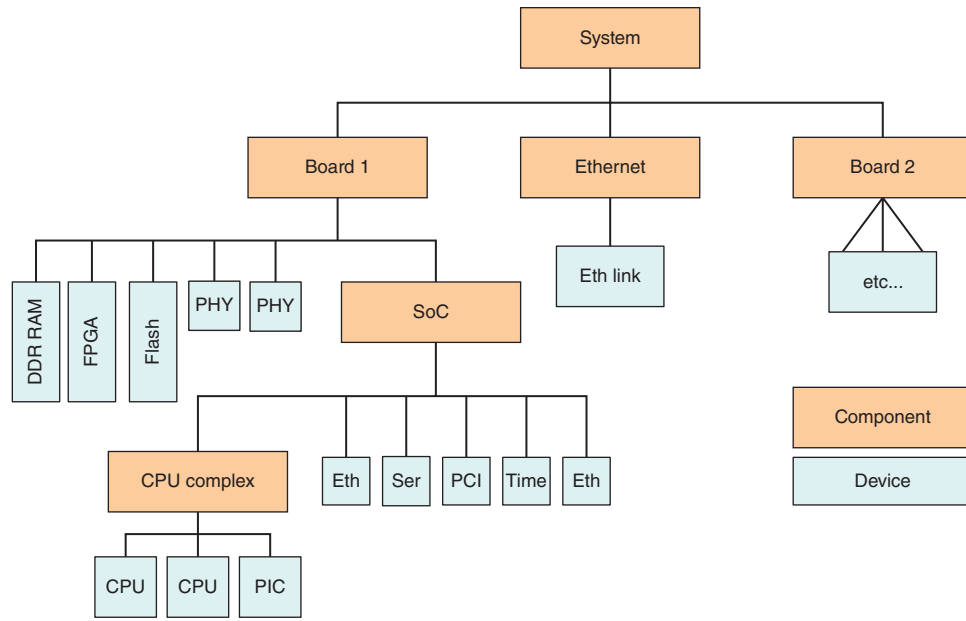 System
Board 1
Ethernet
Board 2
DDR RAM
FPGA
Flash
PHY
PHY
SoC
Eth link
etc...
Component
CPU complex
Eth
Ser
PCI
Time
Eth
Device
CPU
CPU
PIC